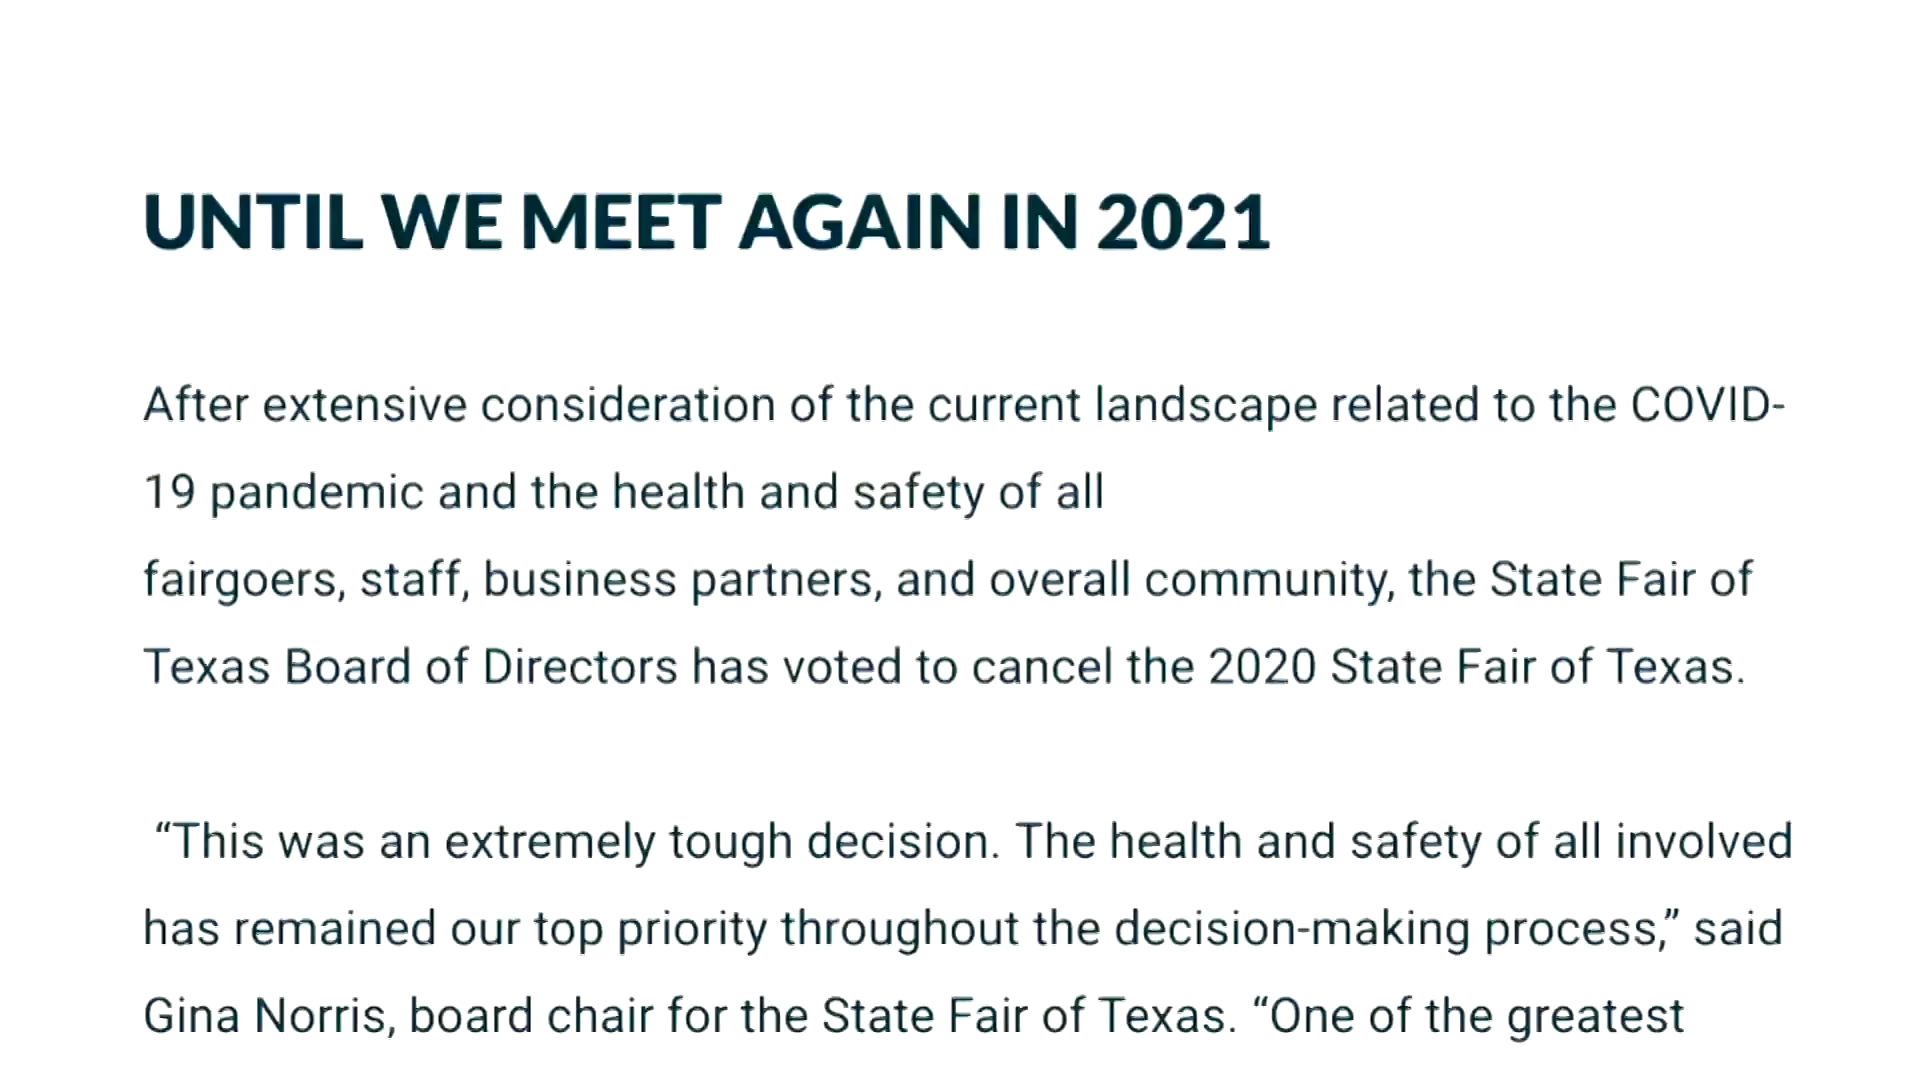 UNTIL WE MEET AGAIN IN 2021
After extensive consideration of the current landscape related to the COVID-
19 pandemic and the health and safety of all
fairgoers, staff, business partners, and overall community, the State Fair of
Texas Board of Directors has voted to cancel the 2020 State Fair of Texas.
“This was an extremely tough decision. The health and safety of all involved
has remained our top priority throughout the decision-making process,” said
Gina Norris, board chair for the State Fair of Texas. “One of the greatest